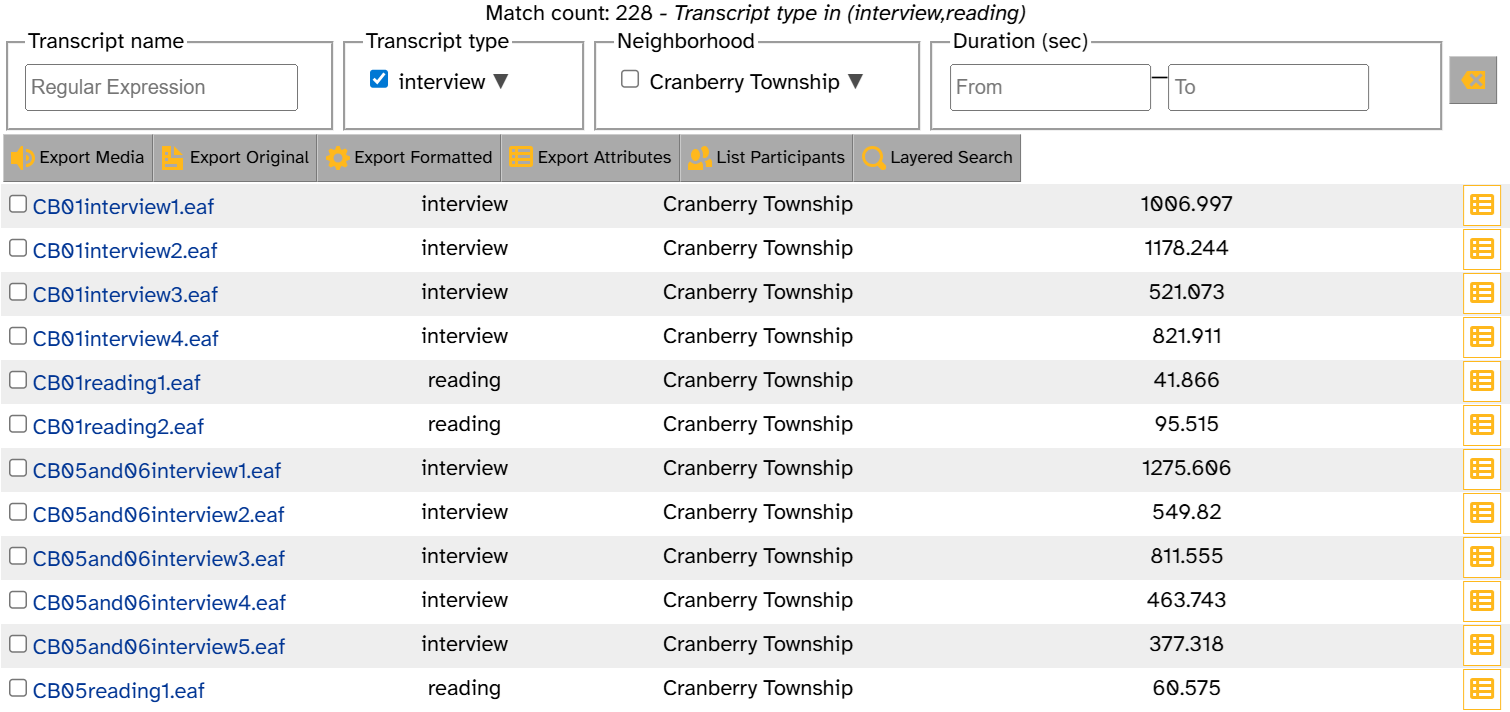 Match count: 228 - Transcript type in (interview,reading)
Transcript name Transcript type Neighborhood Duration (sec)
Regular Expression interview ▼ Cranberry Township ▼ From — To
Export Media Export Original Export Formatted Export Attributes List Participants Layered Search
CB01interview1.eaf interview Cranberry Township 1006.997
CB01interview2.eaf interview Cranberry Township 1178.244
CB01interview3.eaf interview Cranberry Township 521.073
CB01interview4.eaf interview Cranberry Township 821.911
CB01reading1.eaf reading Cranberry Township 41.866
CB01reading2.eaf reading Cranberry Township 95.515
CB05and06interview1.eaf interview Cranberry Township 1275.606
CB05and06interview2.eaf interview Cranberry Township 549.82
CB05and06interview3.eaf interview Cranberry Township 811.555
CB05and06interview4.eaf interview Cranberry Township 463.743
CB05and06interview5.eaf interview Cranberry Township 377.318
CB05reading1.eaf reading Cranberry Township 60.575